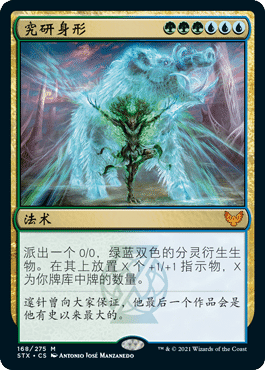 究研身形
法术
派出一个 0/0，绿蓝双色的分灵衍生生
物。在其上放置 X 个 +1/+1 指示物，X
为你牌库中牌的数量。
蓬针曾向大家保证，他最后一个作品会是
他有史以来最大的。
168/275 M
STX • CS Antonio José Manzanedo
™ & © 2021 Wizards of the Coast